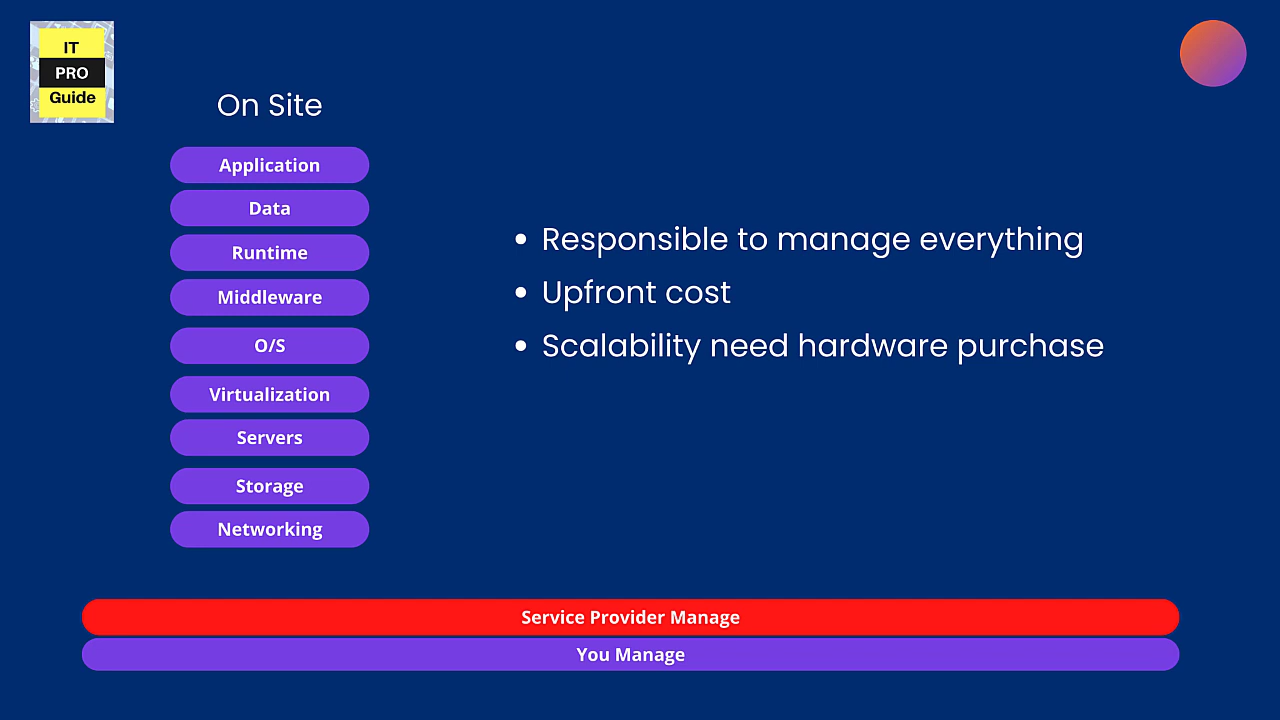 IT
PRO
Guide
On Site
Application
Data
Runtime
Middleware
O/S
Virtualization
Servers
Storage
Networking
• Responsible to manage everything
• Upfront cost
• Scalability need hardware purchase
Service Provider Manage
You Manage